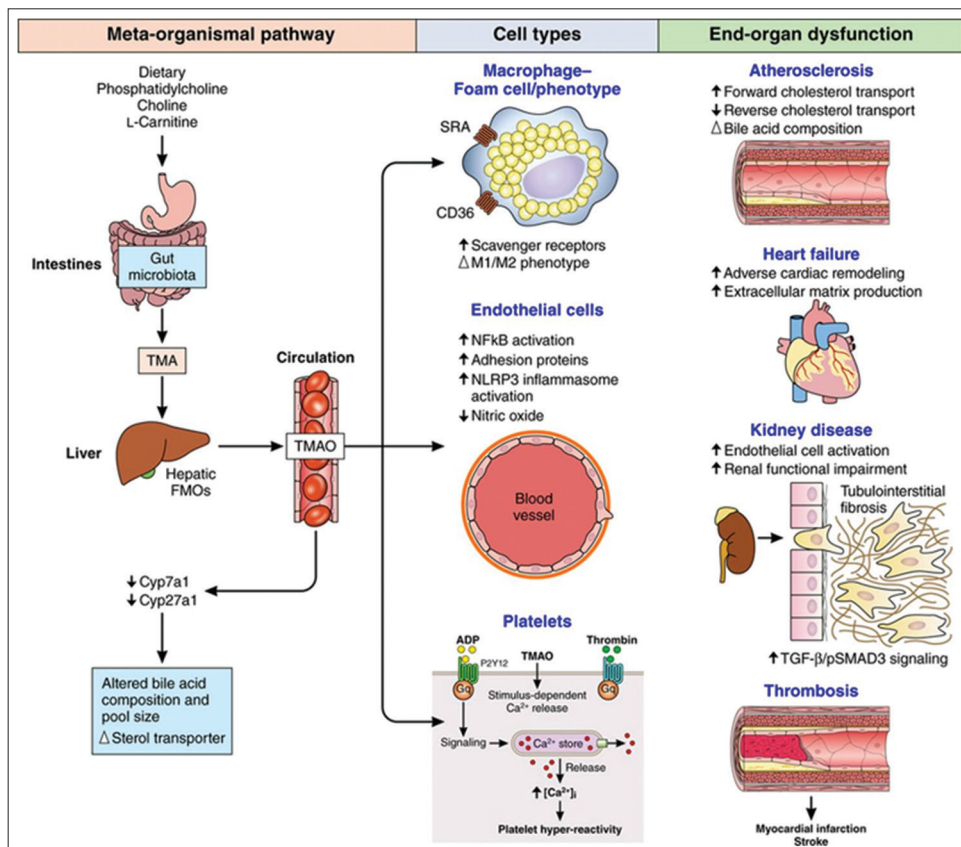 Meta-organismal pathway
Cell types
End-organ dysfunction
Dietary
Phosphatidylcholine
Choline
L-Carnitine
Intestines
Gut
microbiota
TMA
Liver
Hepatic
FMOs
Circulation
TMAO
↓ Cyp7a1
↓ Cyp27a1
Altered bile acid
composition and
pool size
△ Sterol transporter
Macrophage–
Foam cell/phenotype
SRA
CD36
↑ Scavenger receptors
△ M1/M2 phenotype
Endothelial cells
↑ NFkB activation
↑ Adhesion proteins
↑ NLRP3 inflammasome
activation
↓ Nitric oxide
Blood
vessel
Platelets
ADP
P2Y12
Gq
TMAO
Thrombin
Gq
Stimulus-dependent
Ca²⁺ release
Signaling
Ca²⁺ store
Release
↑ [Ca²⁺]ᵢ
Platelet hyper-reactivity
Atherosclerosis
↑ Forward cholesterol transport
↓ Reverse cholesterol transport
△ Bile acid composition
Heart failure
↑ Adverse cardiac remodeling
↑ Extracellular matrix production
Kidney disease
↑ Endothelial cell activation
↑ Renal functional impairment
Tubulointerstitial
fibrosis
↑ TGF-β/pSMAD3 signaling
Thrombosis
Myocardial infarction
Stroke